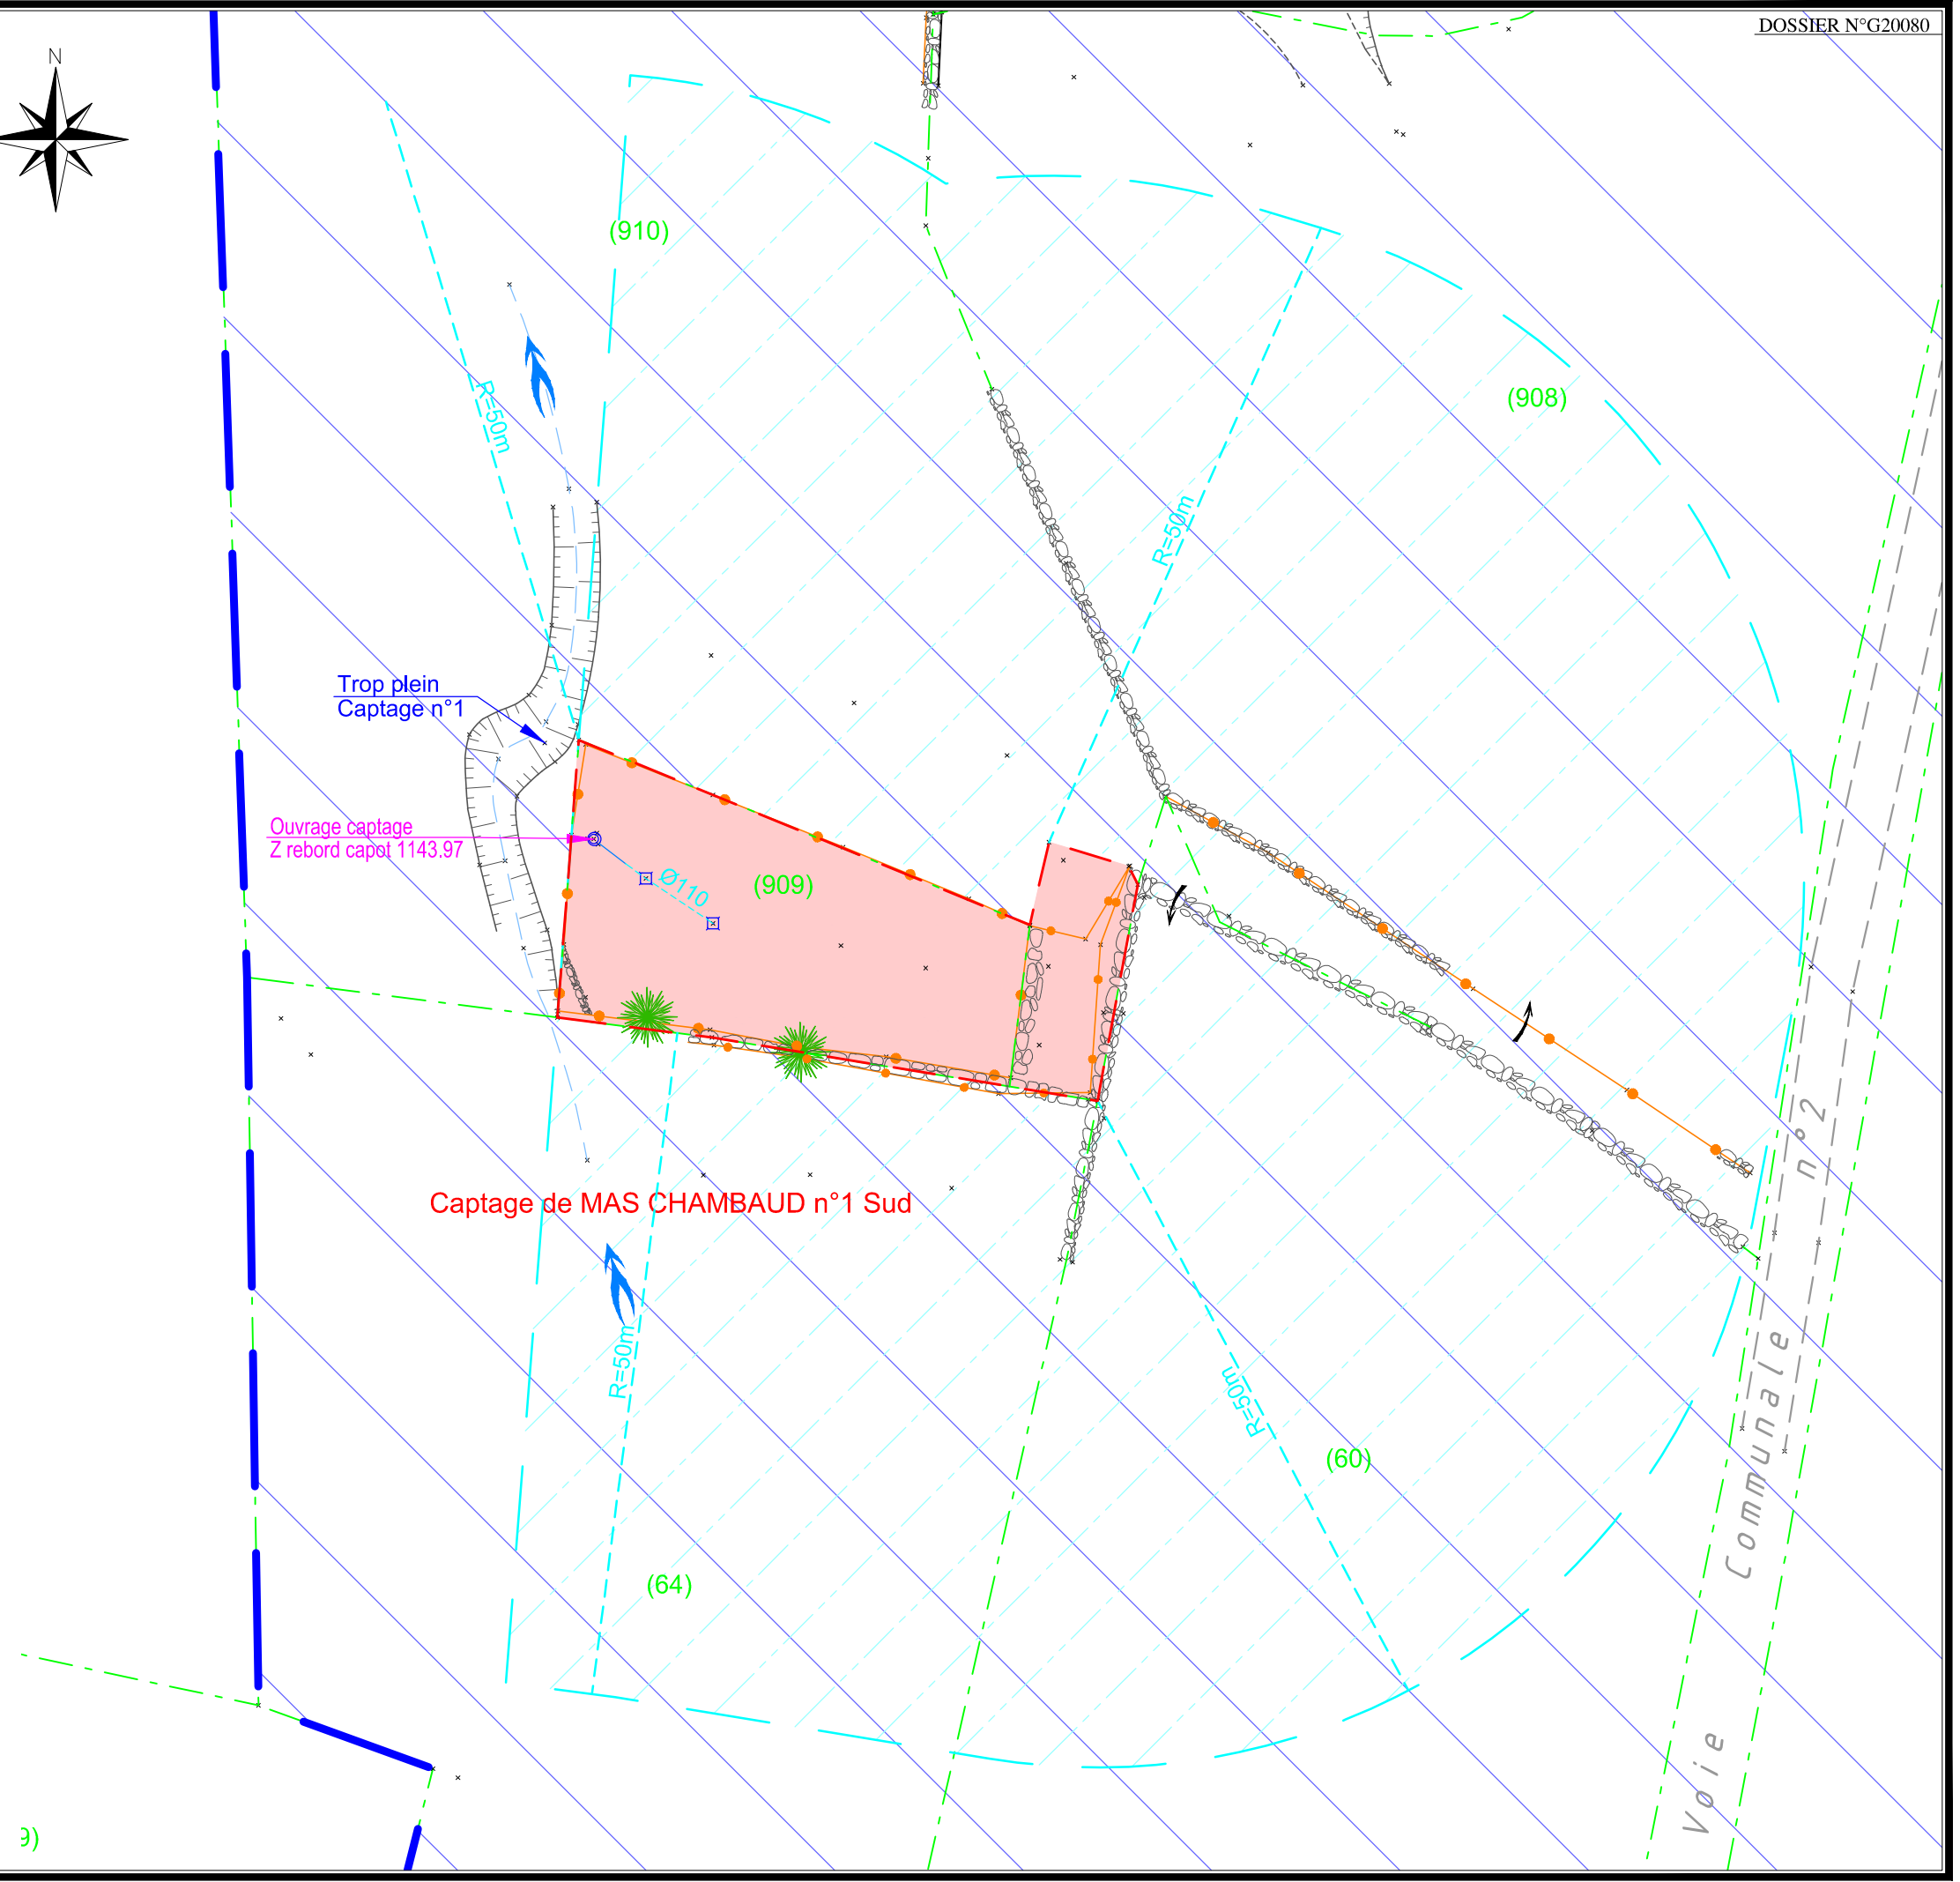 DOSSIER N°G20080
N
(910)
(908)
R=50m
R=50m
Trop plein
Captage n°1
Ouvrage captage
Z rebord capot 1143.97
Ø110
(909)
Captage de MAS CHAMBAUD n°1 Sud
R=50m
R=50m
(60)
(64)
Voie Communale n°2
9)